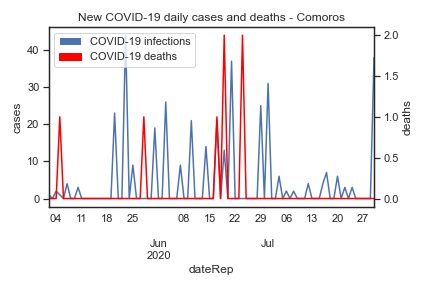 New COVID-19 daily cases and deaths - Comoros
COVID-19 infections
COVID-19 deaths
40
30
20
10
0
cases
2.0
1.5
1.0
0.5
0.0
deaths
04 11 18 25 08 15 22 29 06 13 20 27
Jun Jul
2020
dateRep